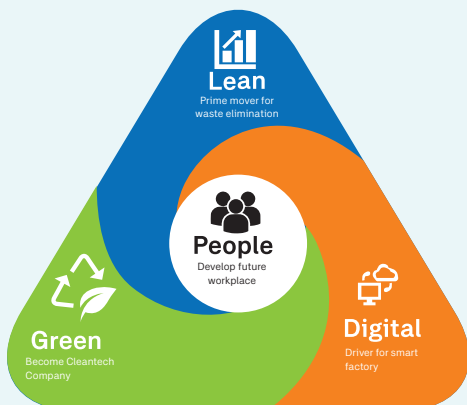 Lean
Prime mover for
waste elimination
People
Develop future
workplace
Green
Become Cleantech
Company
Digital
Driver for smart
factory